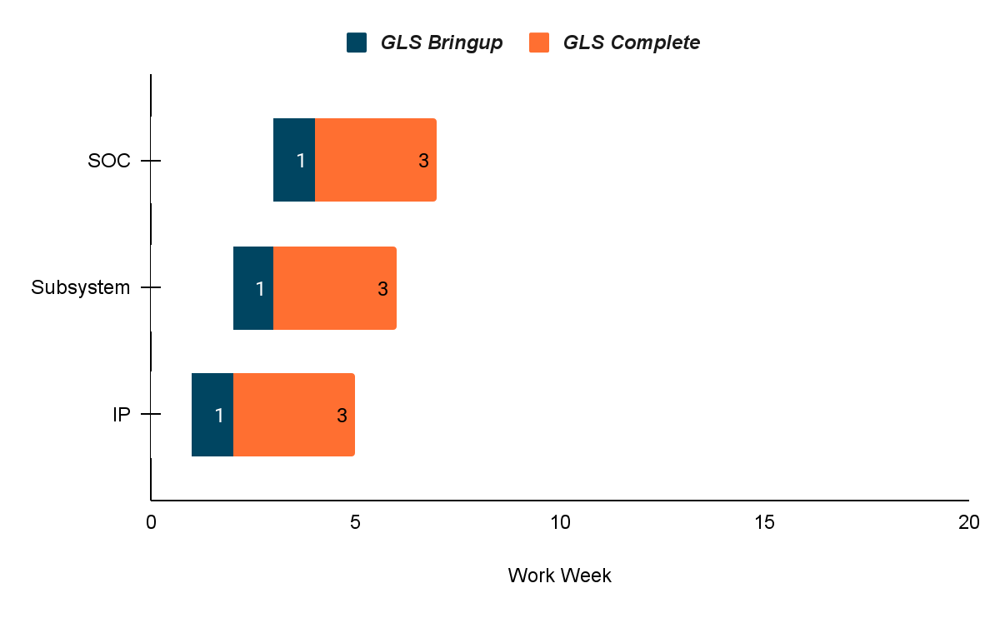 GLS Bringup GLS Complete
SOC 1 3
Subsystem 1 3
IP 1 3
0 5 10 15 20
Work Week